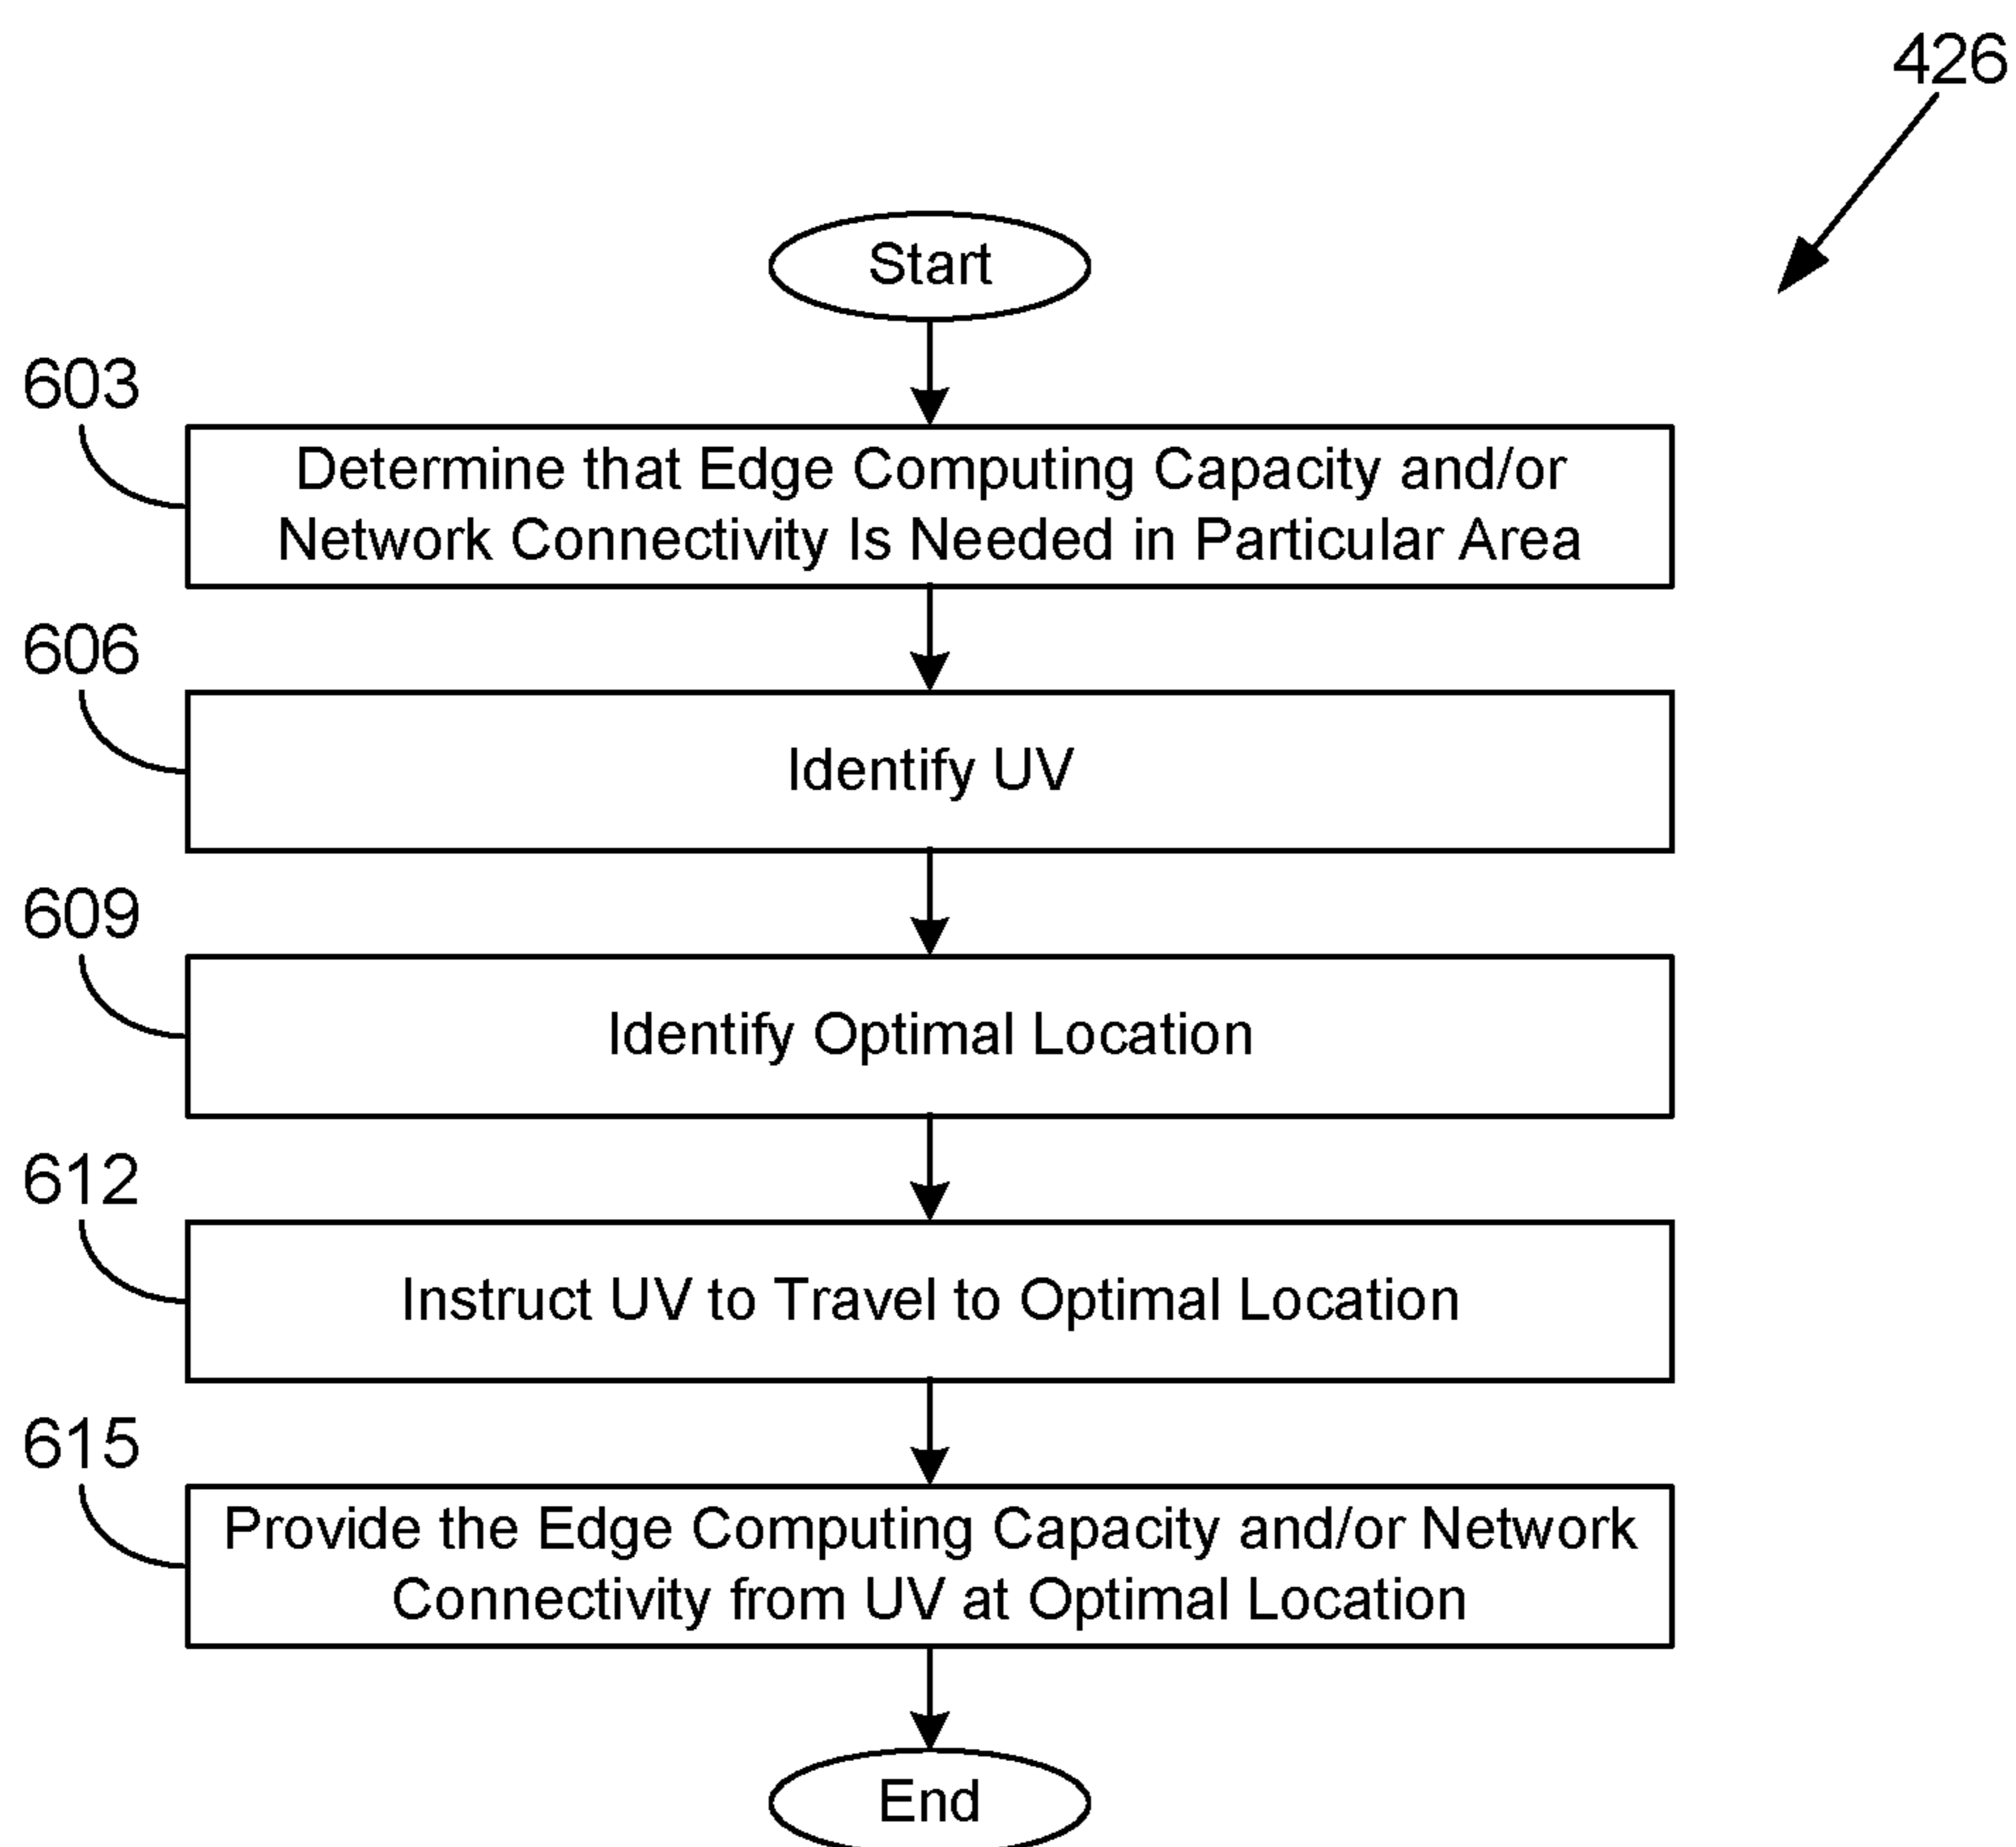 426
Start
603
Determine that Edge Computing Capacity and/or
Network Connectivity Is Needed in Particular Area
606
Identify UV
609
Identify Optimal Location
612
Instruct UV to Travel to Optimal Location
615
Provide the Edge Computing Capacity and/or Network
Connectivity from UV at Optimal Location
End